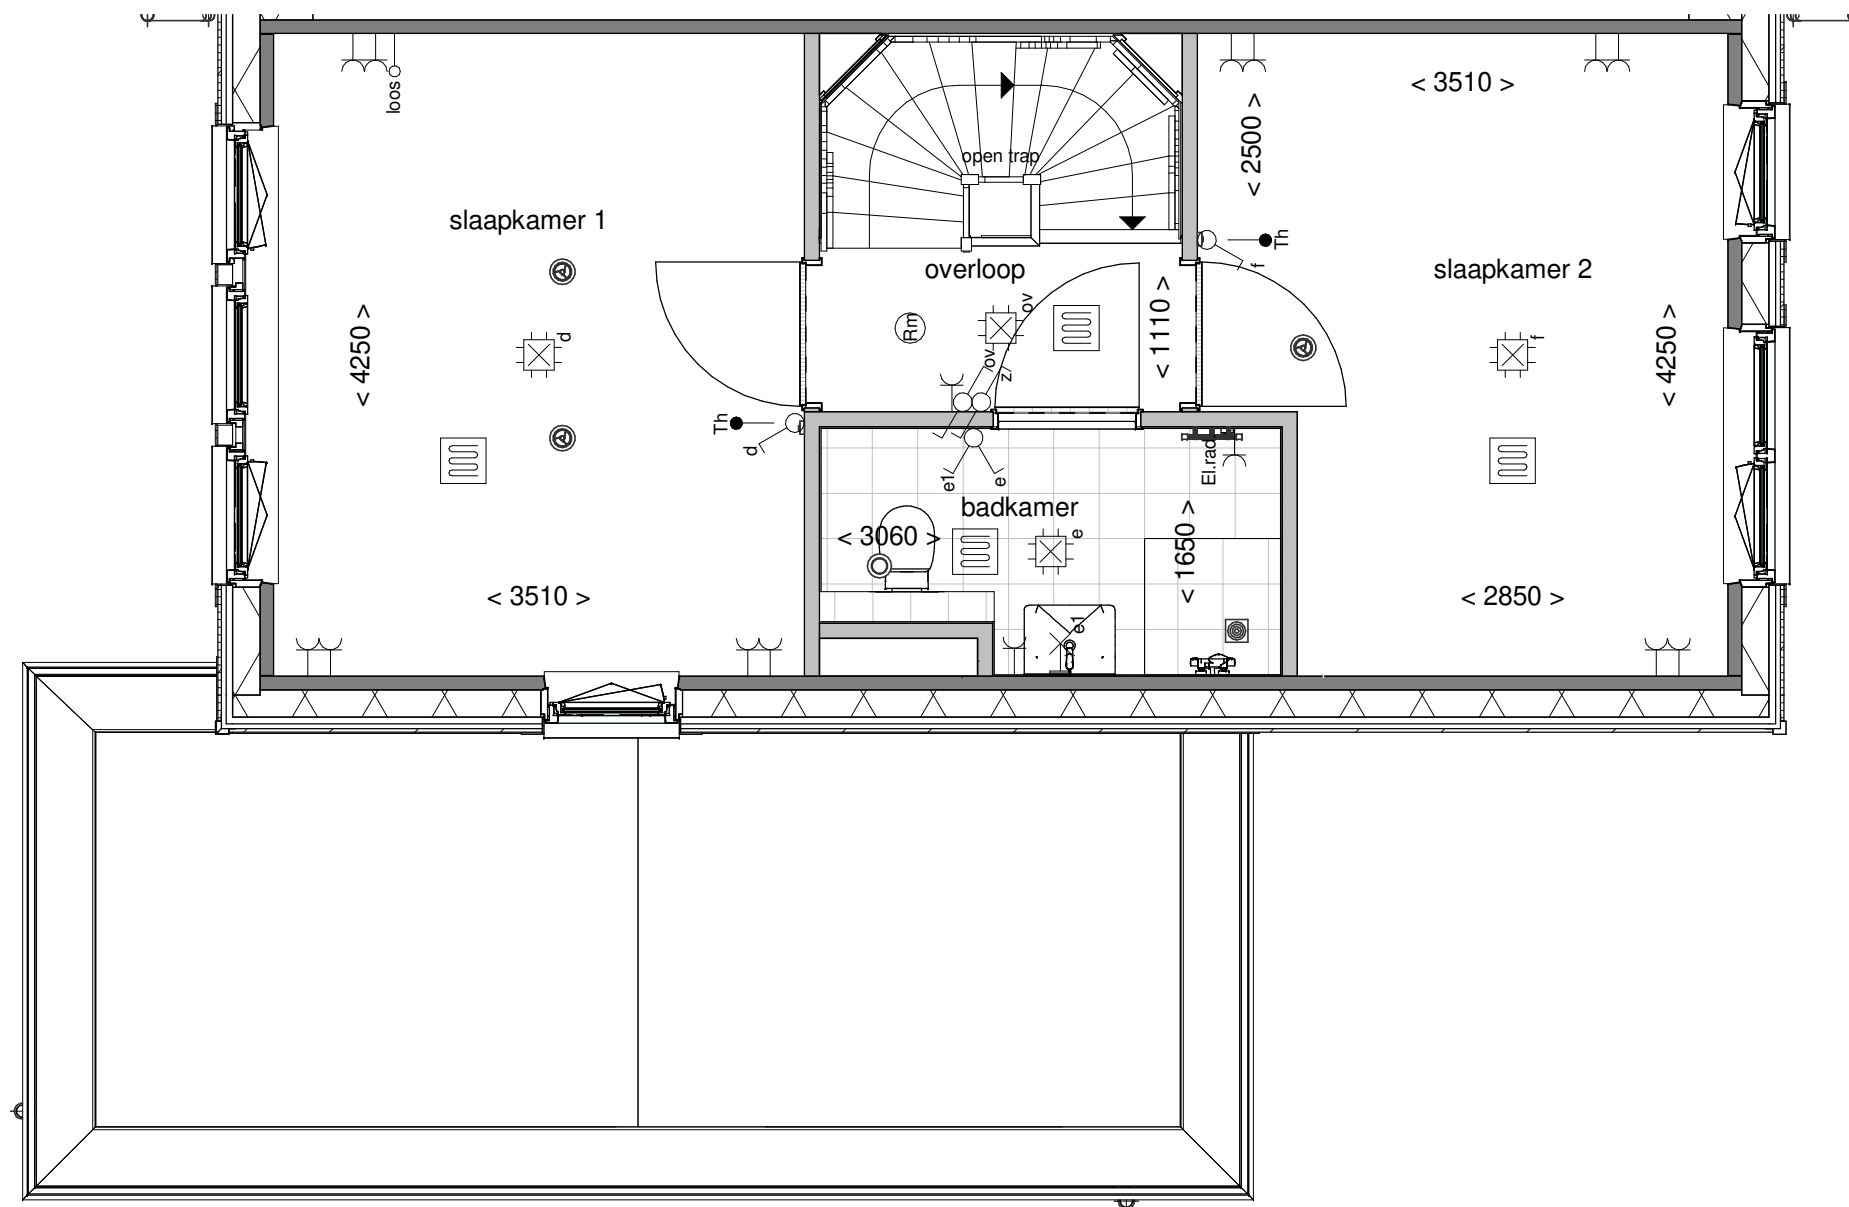 loos
< 3510 >
< 2500 >
open trap
slaapkamer 1
Th
f
overloop
slaapkamer 2
< 4250 >
d
Rm
ov
ov
z
< 1110 >
f
< 4250 >
Th
d
e1
e
El.rad.
badkamer
< 3060 >
e
< 1650 >
< 3510 >
e1
< 2850 >